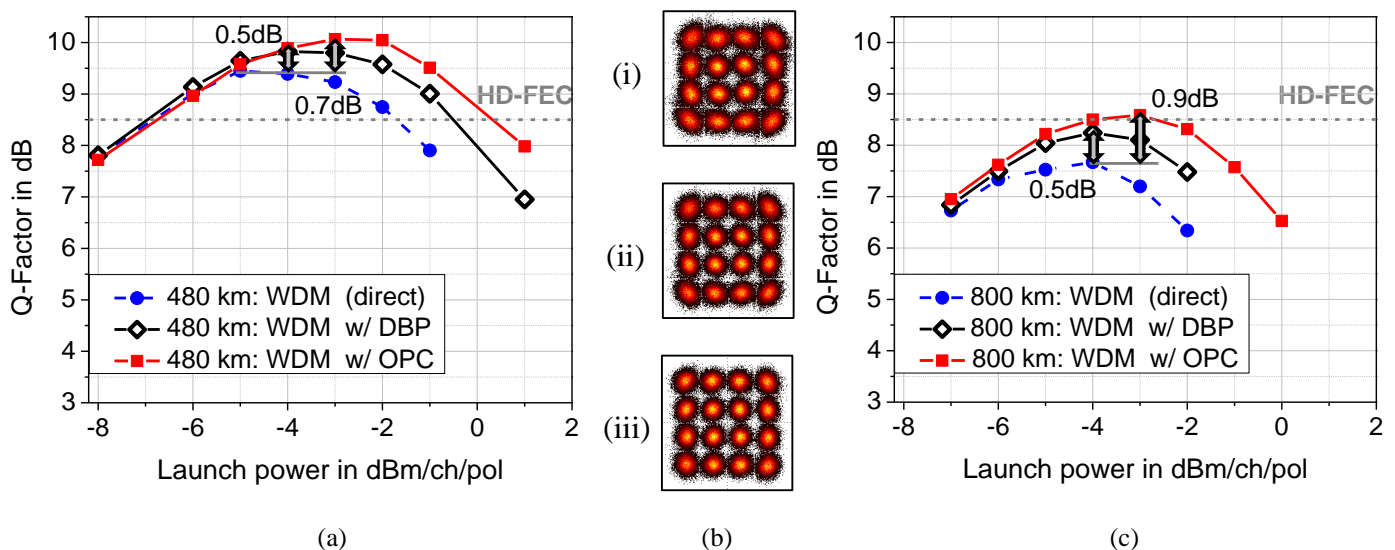 Q-Factor in dB
10
9
8
7
6
5
4
3
0.5dB
0.7dB
HD-FEC
480 km: WDM (direct)
480 km: WDM w/ DBP
480 km: WDM w/ OPC
-8 -6 -4 -2 0 2
Launch power in dBm/ch/pol
(a)
(i)
(ii)
(iii)
(b)
Q-Factor in dB
10
9
8
7
6
5
4
3
0.9dB
HD-FEC
0.5dB
800 km: WDM (direct)
800 km: WDM w/ DBP
800 km: WDM w/ OPC
-8 -6 -4 -2 0 2
Launch power in dBm/ch/pol
(c)